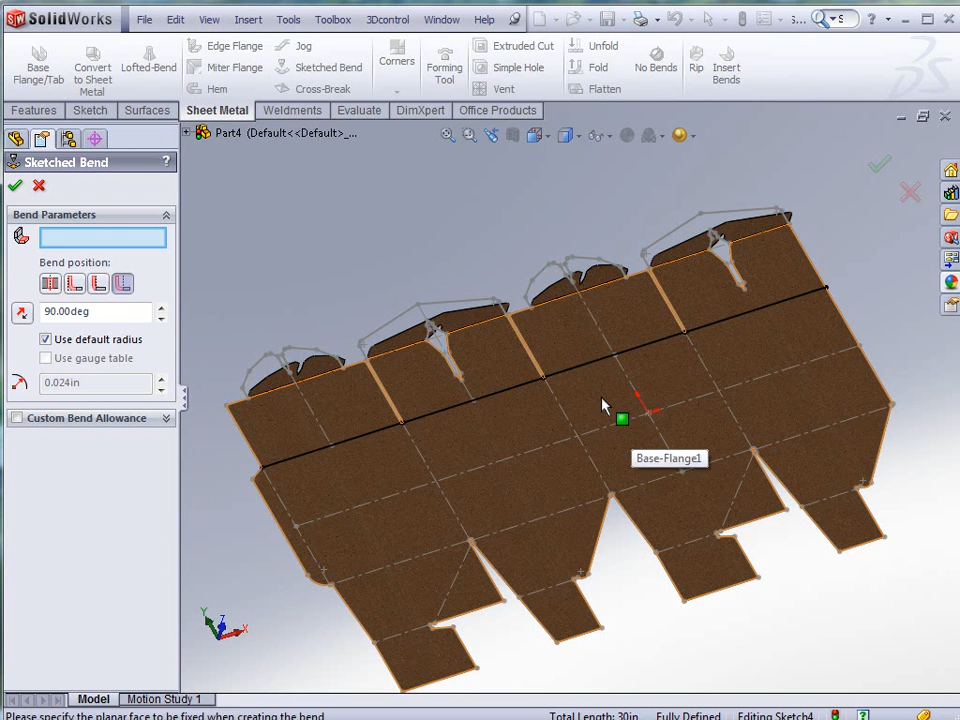 SolidWorks File Edit View Insert Tools Toolbox 3Dcontrol Window Help S... S ?
Base Flange/Tab
Convert to Sheet Metal
Lofted-Bend
Edge Flange
Miter Flange
Hem
Jog
Sketched Bend
Cross-Break
Corners
Forming Tool
Extruded Cut
Simple Hole
Vent
Unfold
Fold
Flatten
No Bends
Rip
Insert Bends
Features Sketch Surfaces Sheet Metal Weldments Evaluate DimXpert Office Products
Part4 (Default<<Default>_...
Sketched Bend ?
Bend Parameters
Bend position:
90.00deg
Use default radius
Use gauge table
0.024in
Custom Bend Allowance
Base-Flange1
Y Z X
Model Motion Study 1
Please specify the planar face to be fixed when creating the bend Total Length: 30in Fully Defined Editing Sketch4 ?